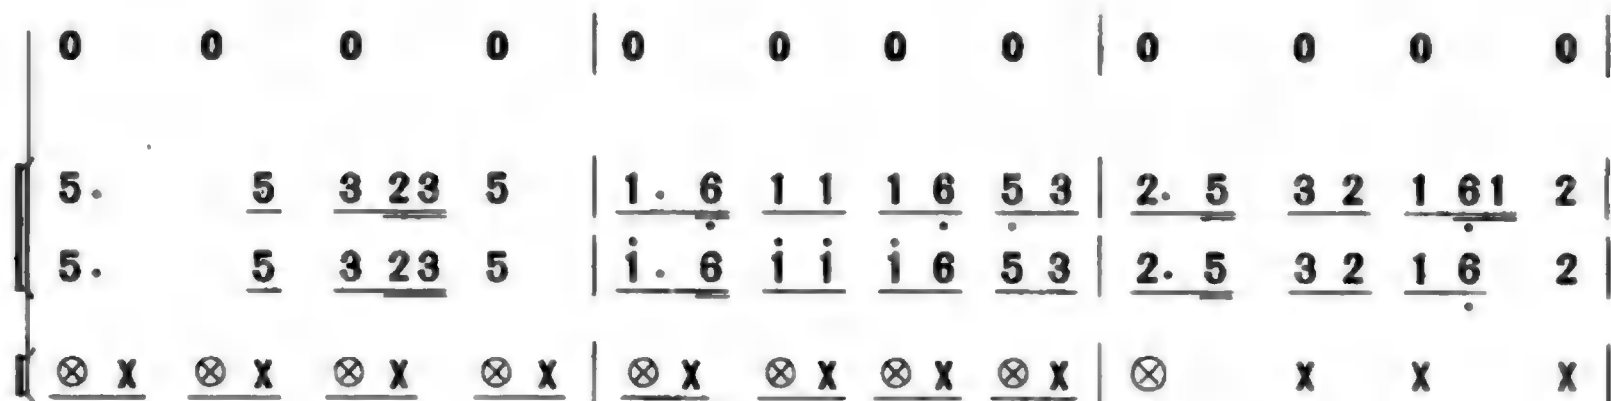 0 0 0 0 | 0 0 0 0 | 0 0 0 0 |
5. 5 3 23 5 | 1. 6̣ 1 1 1 6̣ 5̣ 3 | 2. 5 3 2 1 6̣1 2 |
5. 5 3 23 5 | i. 6 i i i 6 5 3 | 2. 5 3 2 1 6̣ 2 |
⊗ X ⊗ X ⊗ X ⊗ X | ⊗ X ⊗ X ⊗ X ⊗ X | ⊗ X X X |